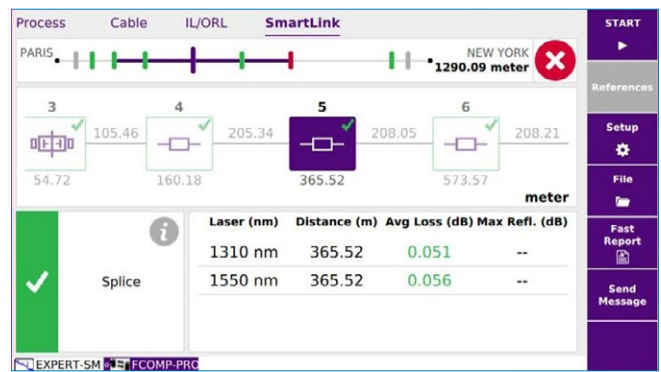 Process Cable IL/ORL SmartLink
PARIS
NEW YORK
1290.09 meter
3 4 5 6
105.46 205.34 208.05 208.21
54.72 160.18 365.52 573.57
meter
i
Splice
Laser (nm) Distance (m) Avg Loss (dB) Max Refl. (dB)
1310 nm 365.52 0.051 --
1550 nm 365.52 0.056 --
EXPERT-SM FCOMP-PRO
START
References
Setup
File
Fast
Report
Send
Message